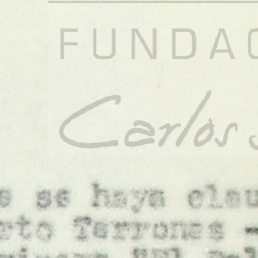 FUNDAC
Carlos S
se haya clau
rto Terrones -